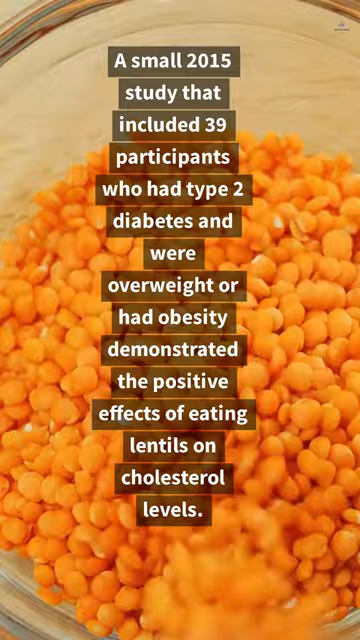 A small 2015
study that
included 39
participants
who had type 2
diabetes and
were
overweight or
had obesity
demonstrated
the positive
effects of eating
lentils on
cholesterol
levels.